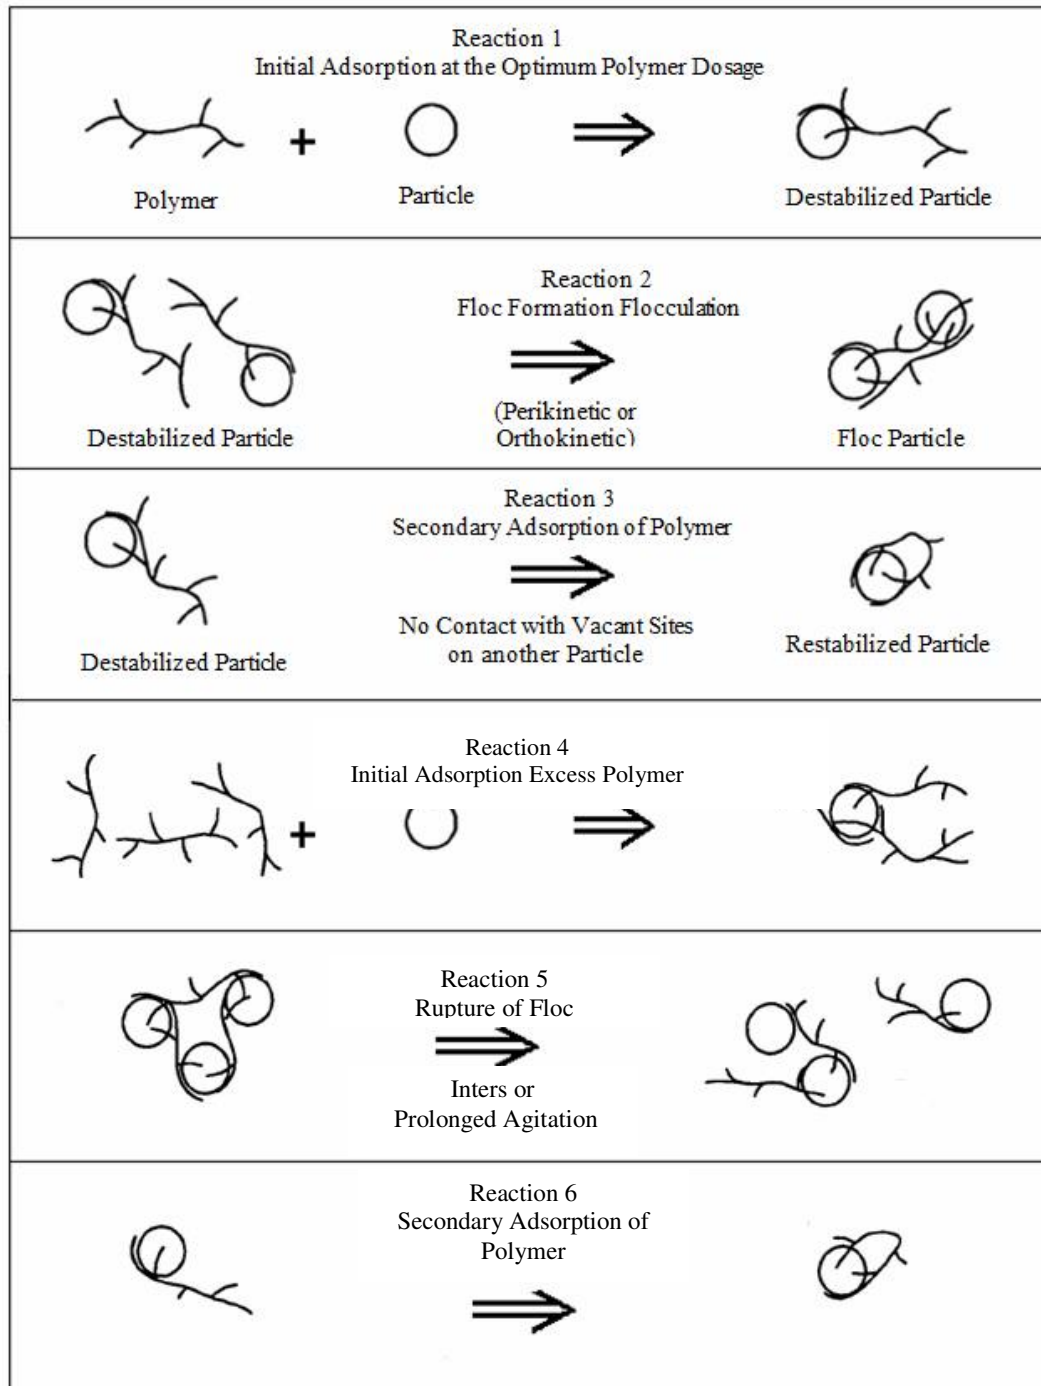 Reaction 1
Initial Adsorption at the Optimum Polymer Dosage
+
Polymer
Particle
Destabilized Particle
Reaction 2
Floc Formation Flocculation
(Perikinetic or
Orthokinetic)
Destabilized Particle
Floc Particle
Reaction 3
Secondary Adsorption of Polymer
No Contact with Vacant Sites
on another Particle
Destabilized Particle
Restabilized Particle
Reaction 4
Initial Adsorption Excess Polymer
+
Reaction 5
Rupture of Floc
Inters or
Prolonged Agitation
Reaction 6
Secondary Adsorption of
Polymer